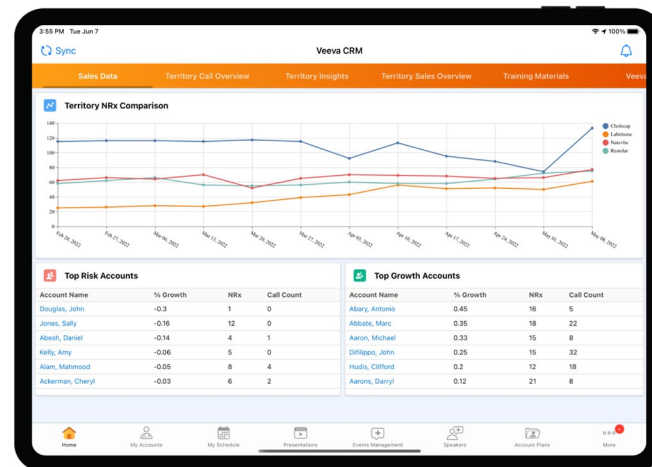 3:55 PM Tue Jun 7
100%
Sync
Veeva CRM
Sales Data
Territory Call Overview
Territory Insights
Territory Sales Overview
Training Materials
Veeva
Territory NRx Comparison
140
120
100
80
60
40
20
0
Feb 20, 2022
Feb 27, 2022
Mar 06, 2022
Mar 13, 2022
Mar 20, 2022
Mar 27, 2022
Apr 03, 2022
Apr 10, 2022
Apr 17, 2022
Apr 24, 2022
May 01, 2022
May 08, 2022
Cholecap
Labrinone
Restolar
Top Risk Accounts
Account Name % Growth NRx Call Count
Douglas, John -0.3 1 0
Jones, Sally -0.16 12 0
Abesh, Daniel -0.14 4 1
Kelly, Amy -0.06 5 0
Alam, Mahmood -0.05 8 4
Ackerman, Cheryl -0.03 6 2
Top Growth Accounts
Account Name % Growth NRx Call Count
Abary, Antonio 0.45 16 5
Abbate, Marc 0.35 18 22
Aaron, Michael 0.33 15 8
Difilippo, John 0.25 15 32
Hudis, Clifford 0.2 12 18
Aarons, Darryl 0.12 21 8
Home
My Accounts
My Schedule
Presentations
Events Management
Speakers
Account Plans
More